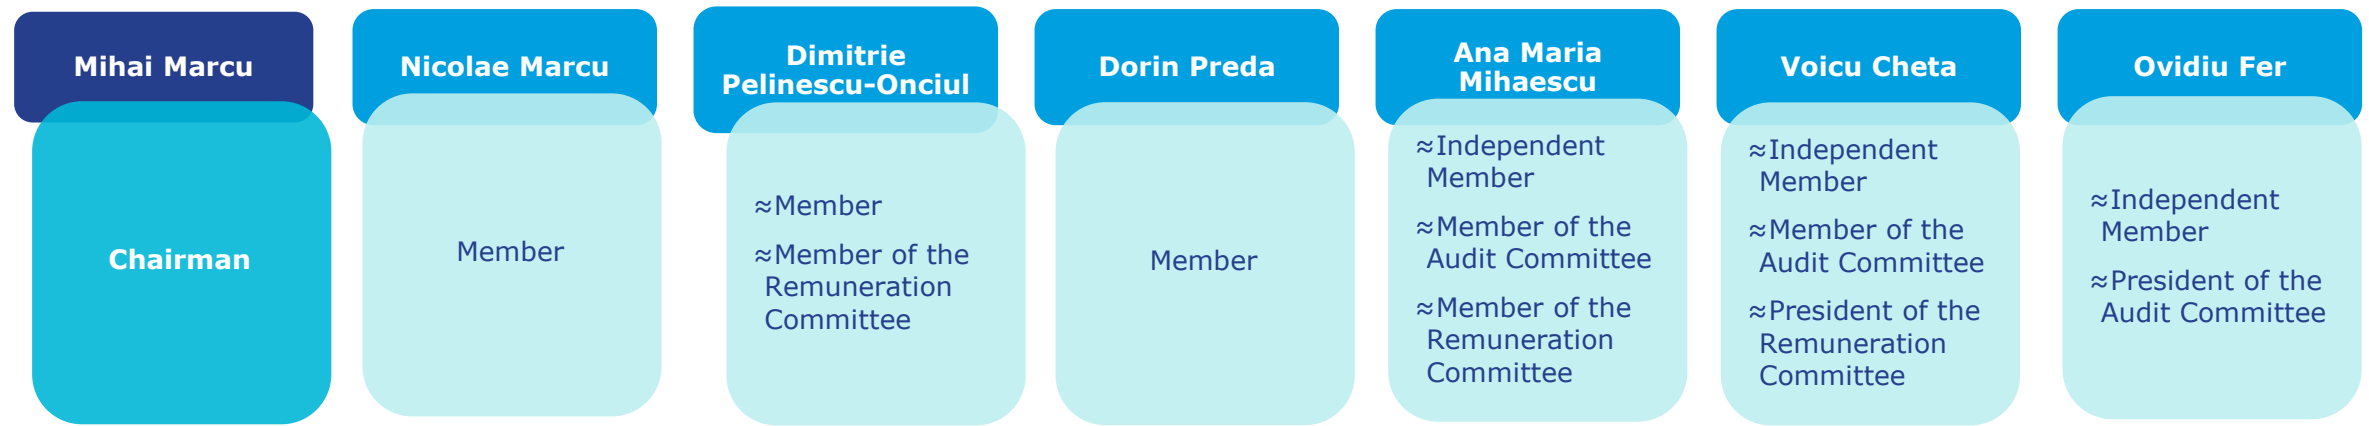 Mihai Marcu
Chairman
Nicolae Marcu
Member
Dimitrie
Pelinescu-Onciul
≈Member
≈Member of the
Remuneration
Committee
Dorin Preda
Member
Ana Maria
Mihaescu
≈Independent
Member
≈Member of the
Audit Committee
≈Member of the
Remuneration
Committee
Voicu Cheta
≈Independent
Member
≈Member of the
Audit Committee
≈President of the
Remuneration
Committee
Ovidiu Fer
≈Independent
Member
≈President of the
Audit Committee